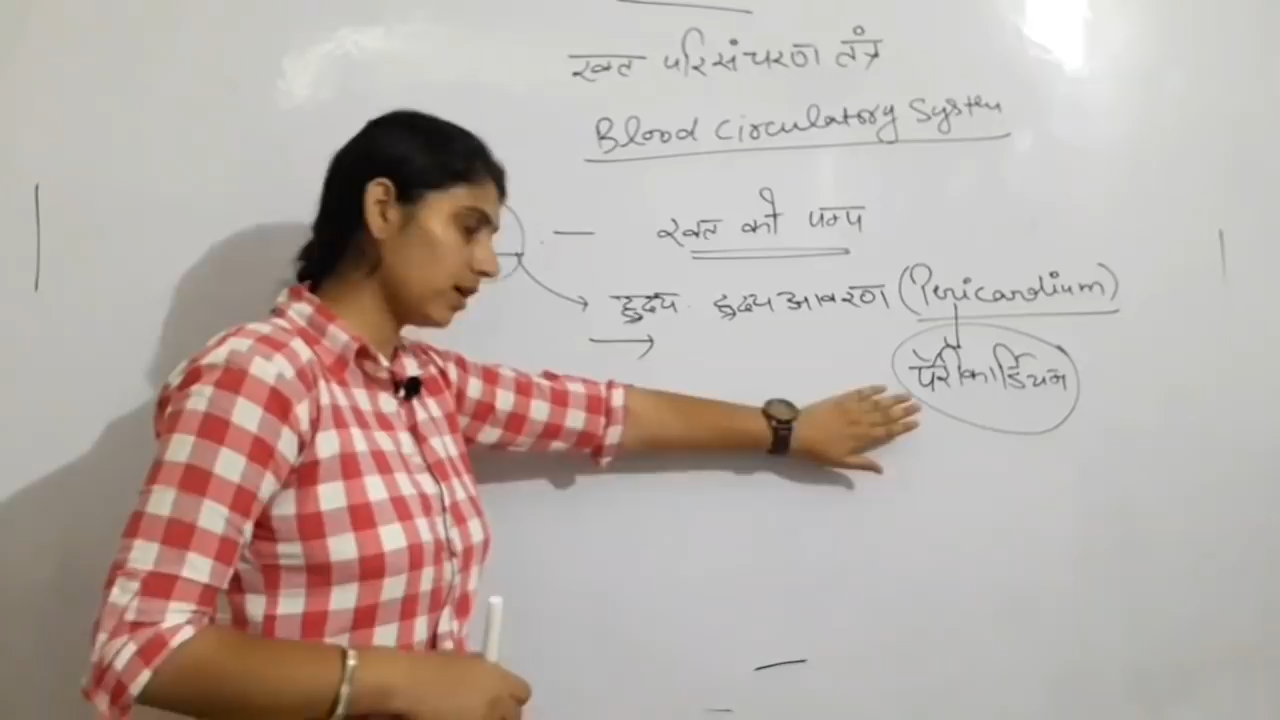 रक्त परिसंचरण तंत्र
Blood Circulatory System
— रक्त को पम्प
→ हृदय हृदय आवरण (Pericardium)
→
पेरीकार्डियम